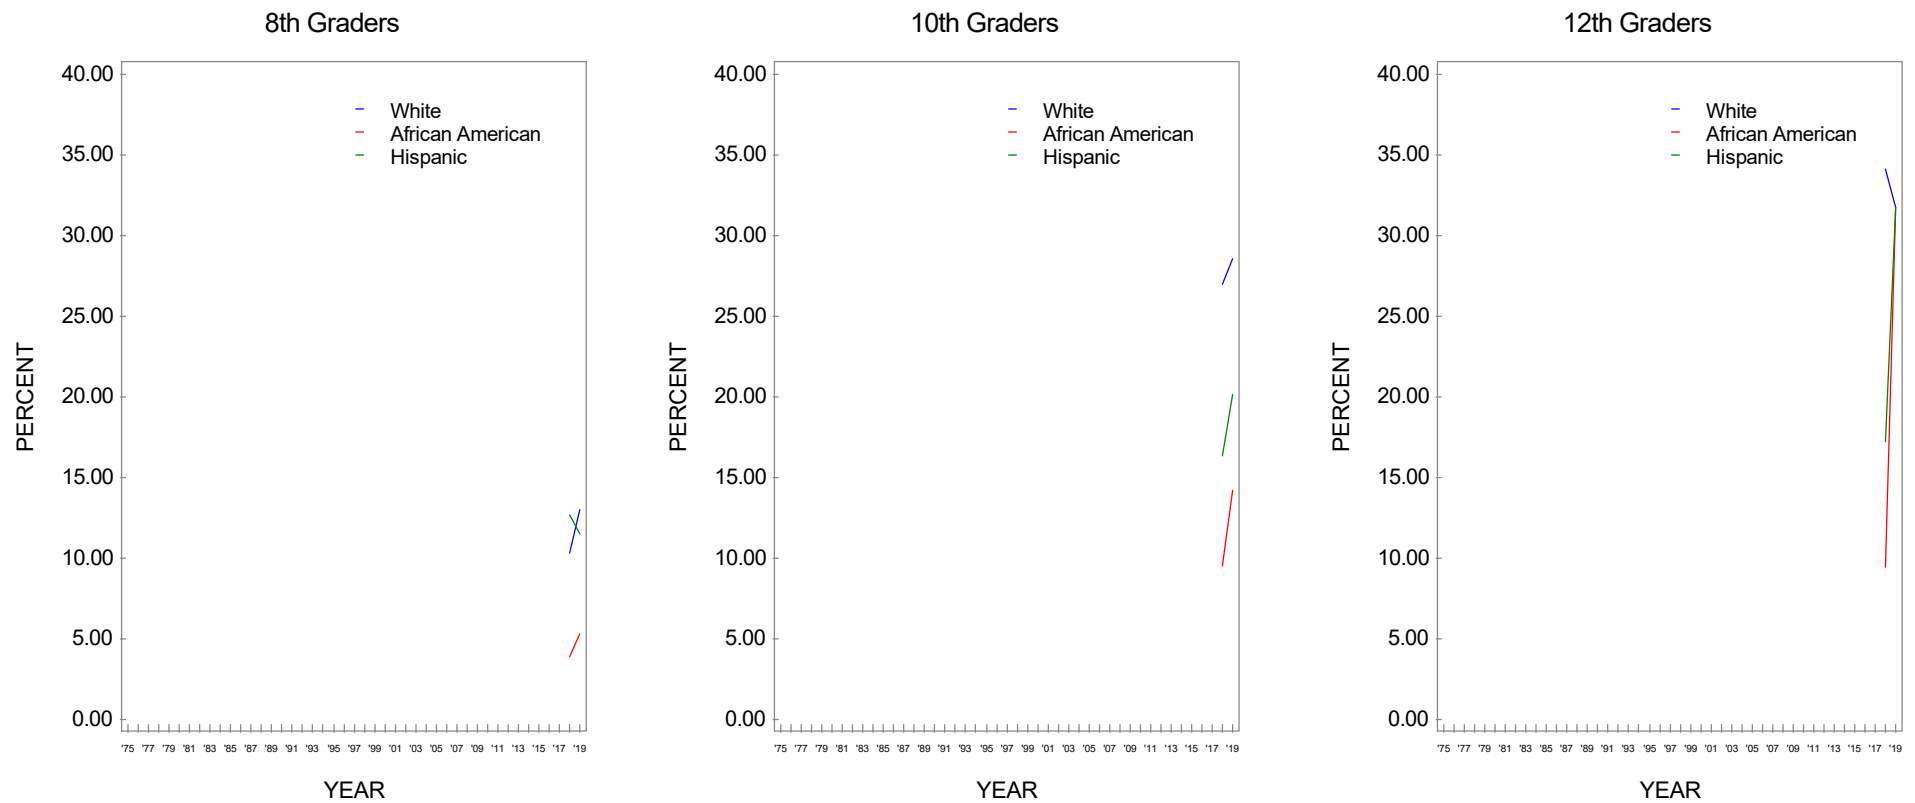 8th Graders
40.00
35.00
30.00
25.00
20.00
15.00
10.00
5.00
0.00
PERCENT
White
African American
Hispanic
'75 '77 '79 '81 '83 '85 '87 '89 '91 '93 '95 '97 '99 '01 '03 '05 '07 '09 '11 '13 '15 '17 '19
YEAR
10th Graders
40.00
35.00
30.00
25.00
20.00
15.00
10.00
5.00
0.00
PERCENT
White
African American
Hispanic
'75 '77 '79 '81 '83 '85 '87 '89 '91 '93 '95 '97 '99 '01 '03 '05 '07 '09 '11 '13 '15 '17 '19
YEAR
12th Graders
40.00
35.00
30.00
25.00
20.00
15.00
10.00
5.00
0.00
PERCENT
White
African American
Hispanic
'75 '77 '79 '81 '83 '85 '87 '89 '91 '93 '95 '97 '99 '01 '03 '05 '07 '09 '11 '13 '15 '17 '19
YEAR